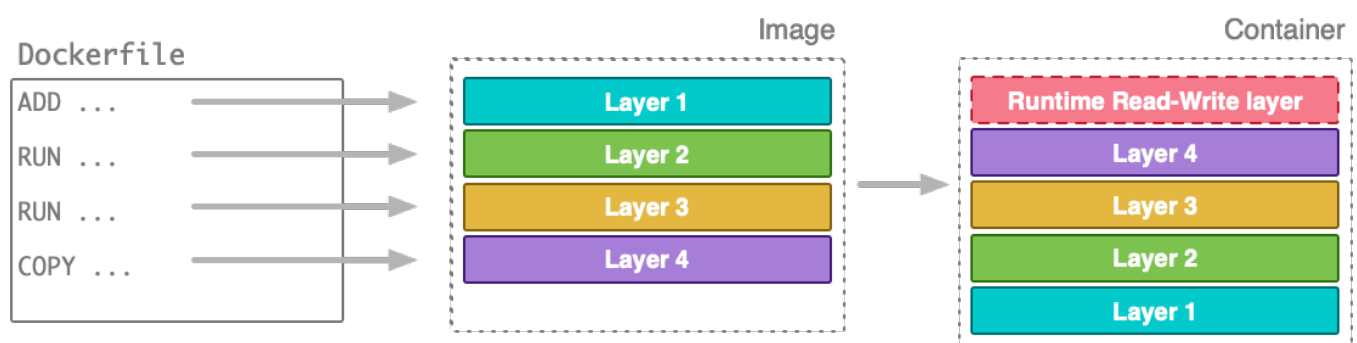 Dockerfile
ADD ...
RUN ...
RUN ...
COPY ...
Image
Layer 1
Layer 2
Layer 3
Layer 4
Container
Runtime Read-Write layer
Layer 4
Layer 3
Layer 2
Layer 1